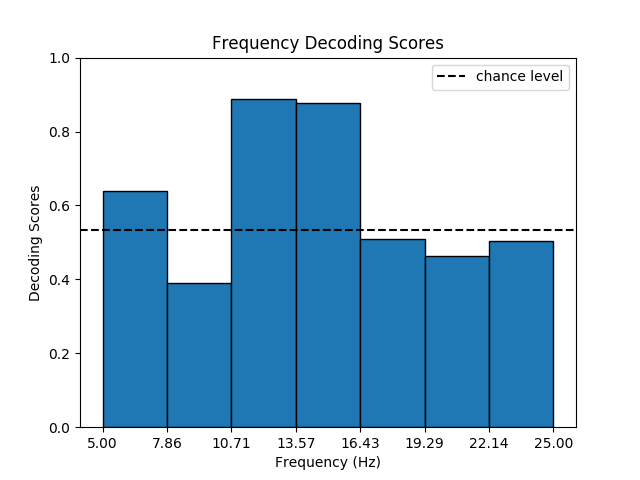 Frequency Decoding Scores
1.0
chance level
0.8
0.6
Decoding Scores
0.4
0.2
0.0
5.00 7.86 10.71 13.57 16.43 19.29 22.14 25.00
Frequency (Hz)